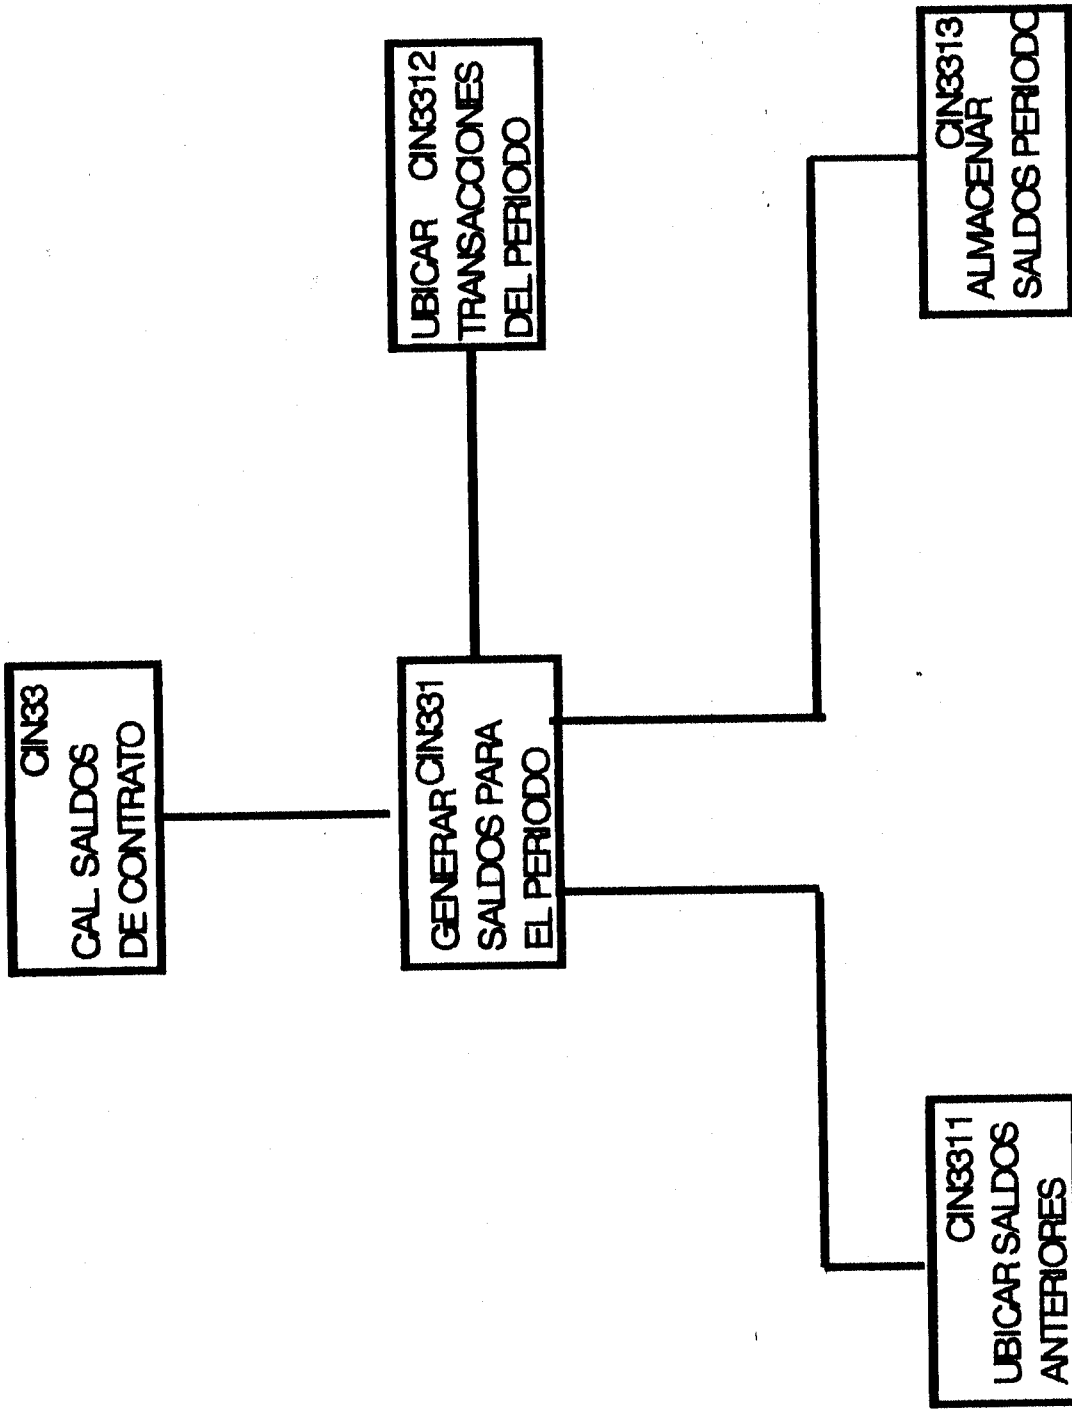 CIN33
CAL SALDOS
DE CONTRATO
GENERAR CIN331
SALDOS PARA
EL PERIODO
UBICAR CIN3312
TRANSACCIONES
DEL PERIODO
CIN3311
UBICAR SALDOS
ANTERIORES
CIN3313
ALMACENAR
SALDOS PERIODO